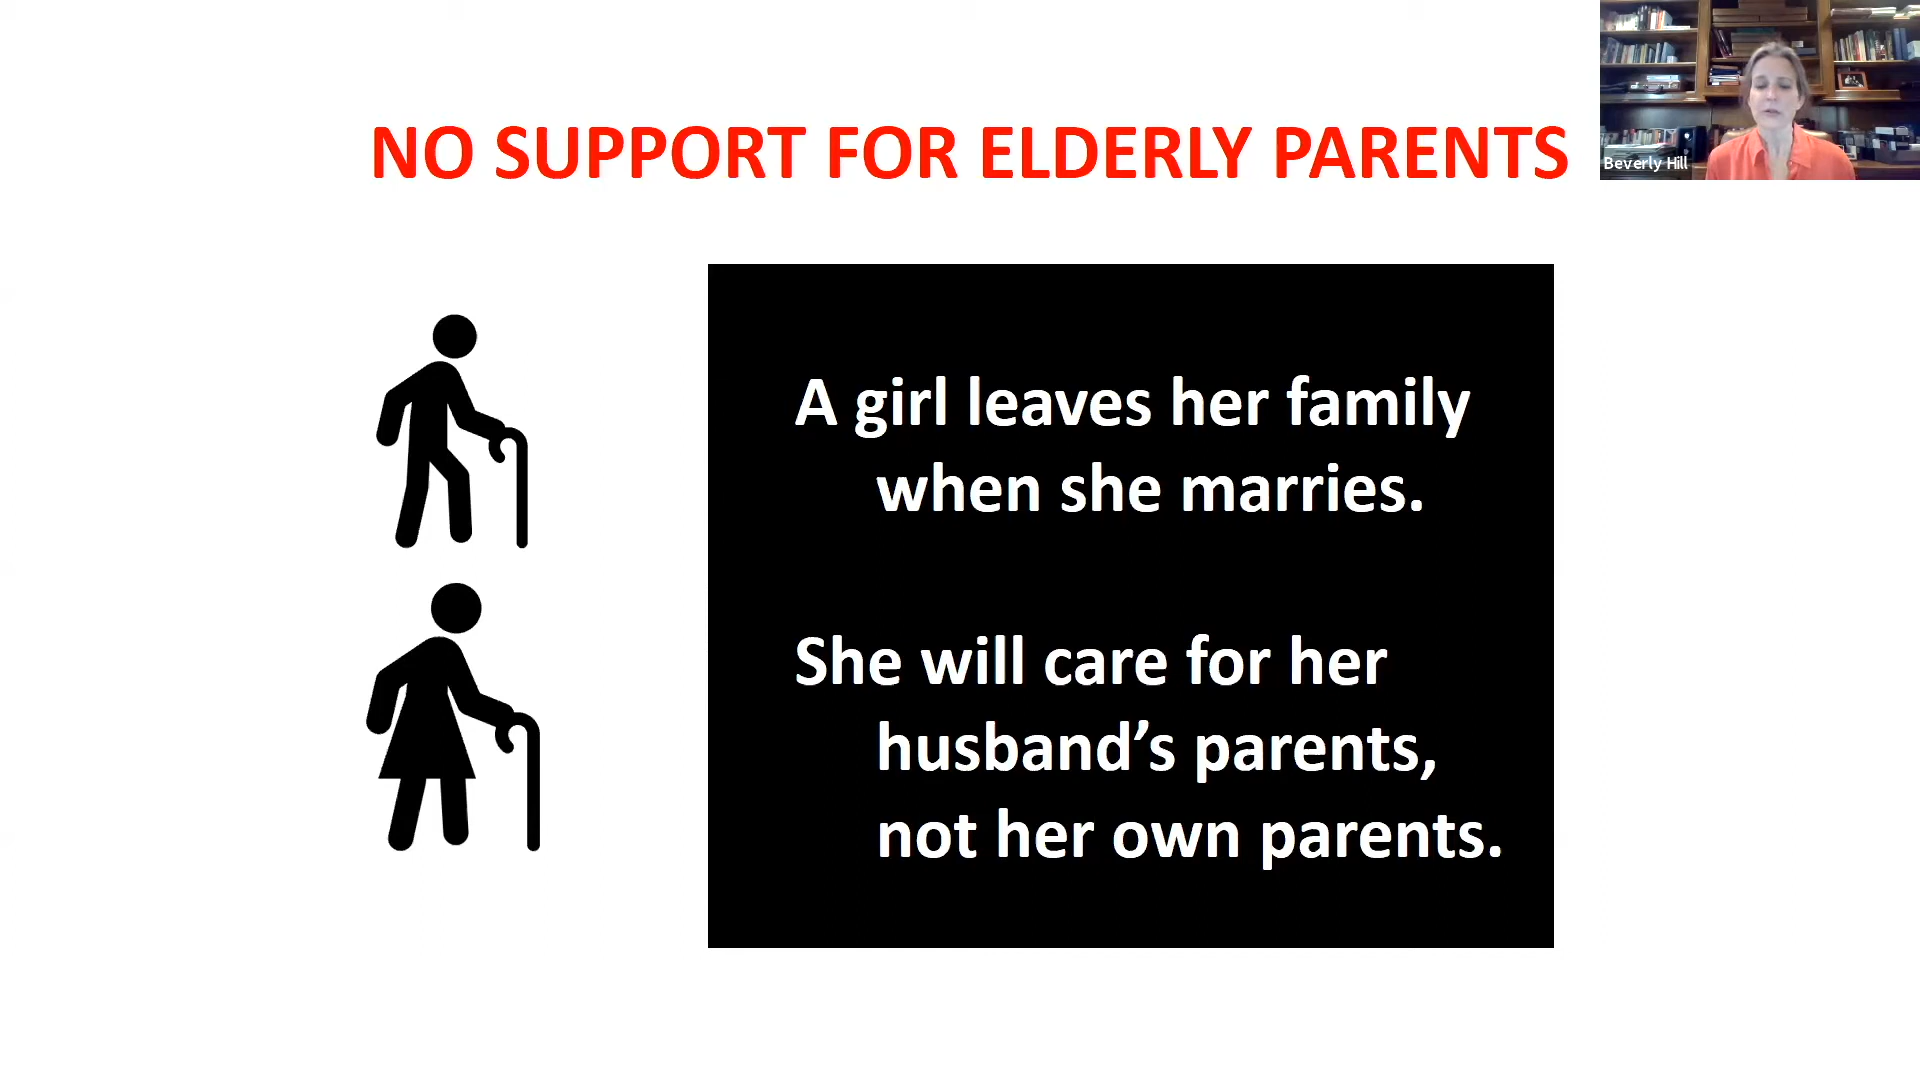 NO SUPPORT FOR ELDERLY PARENTS
Beverly Hill
A girl leaves her family
when she marries.
She will care for her
husband’s parents,
not her own parents.